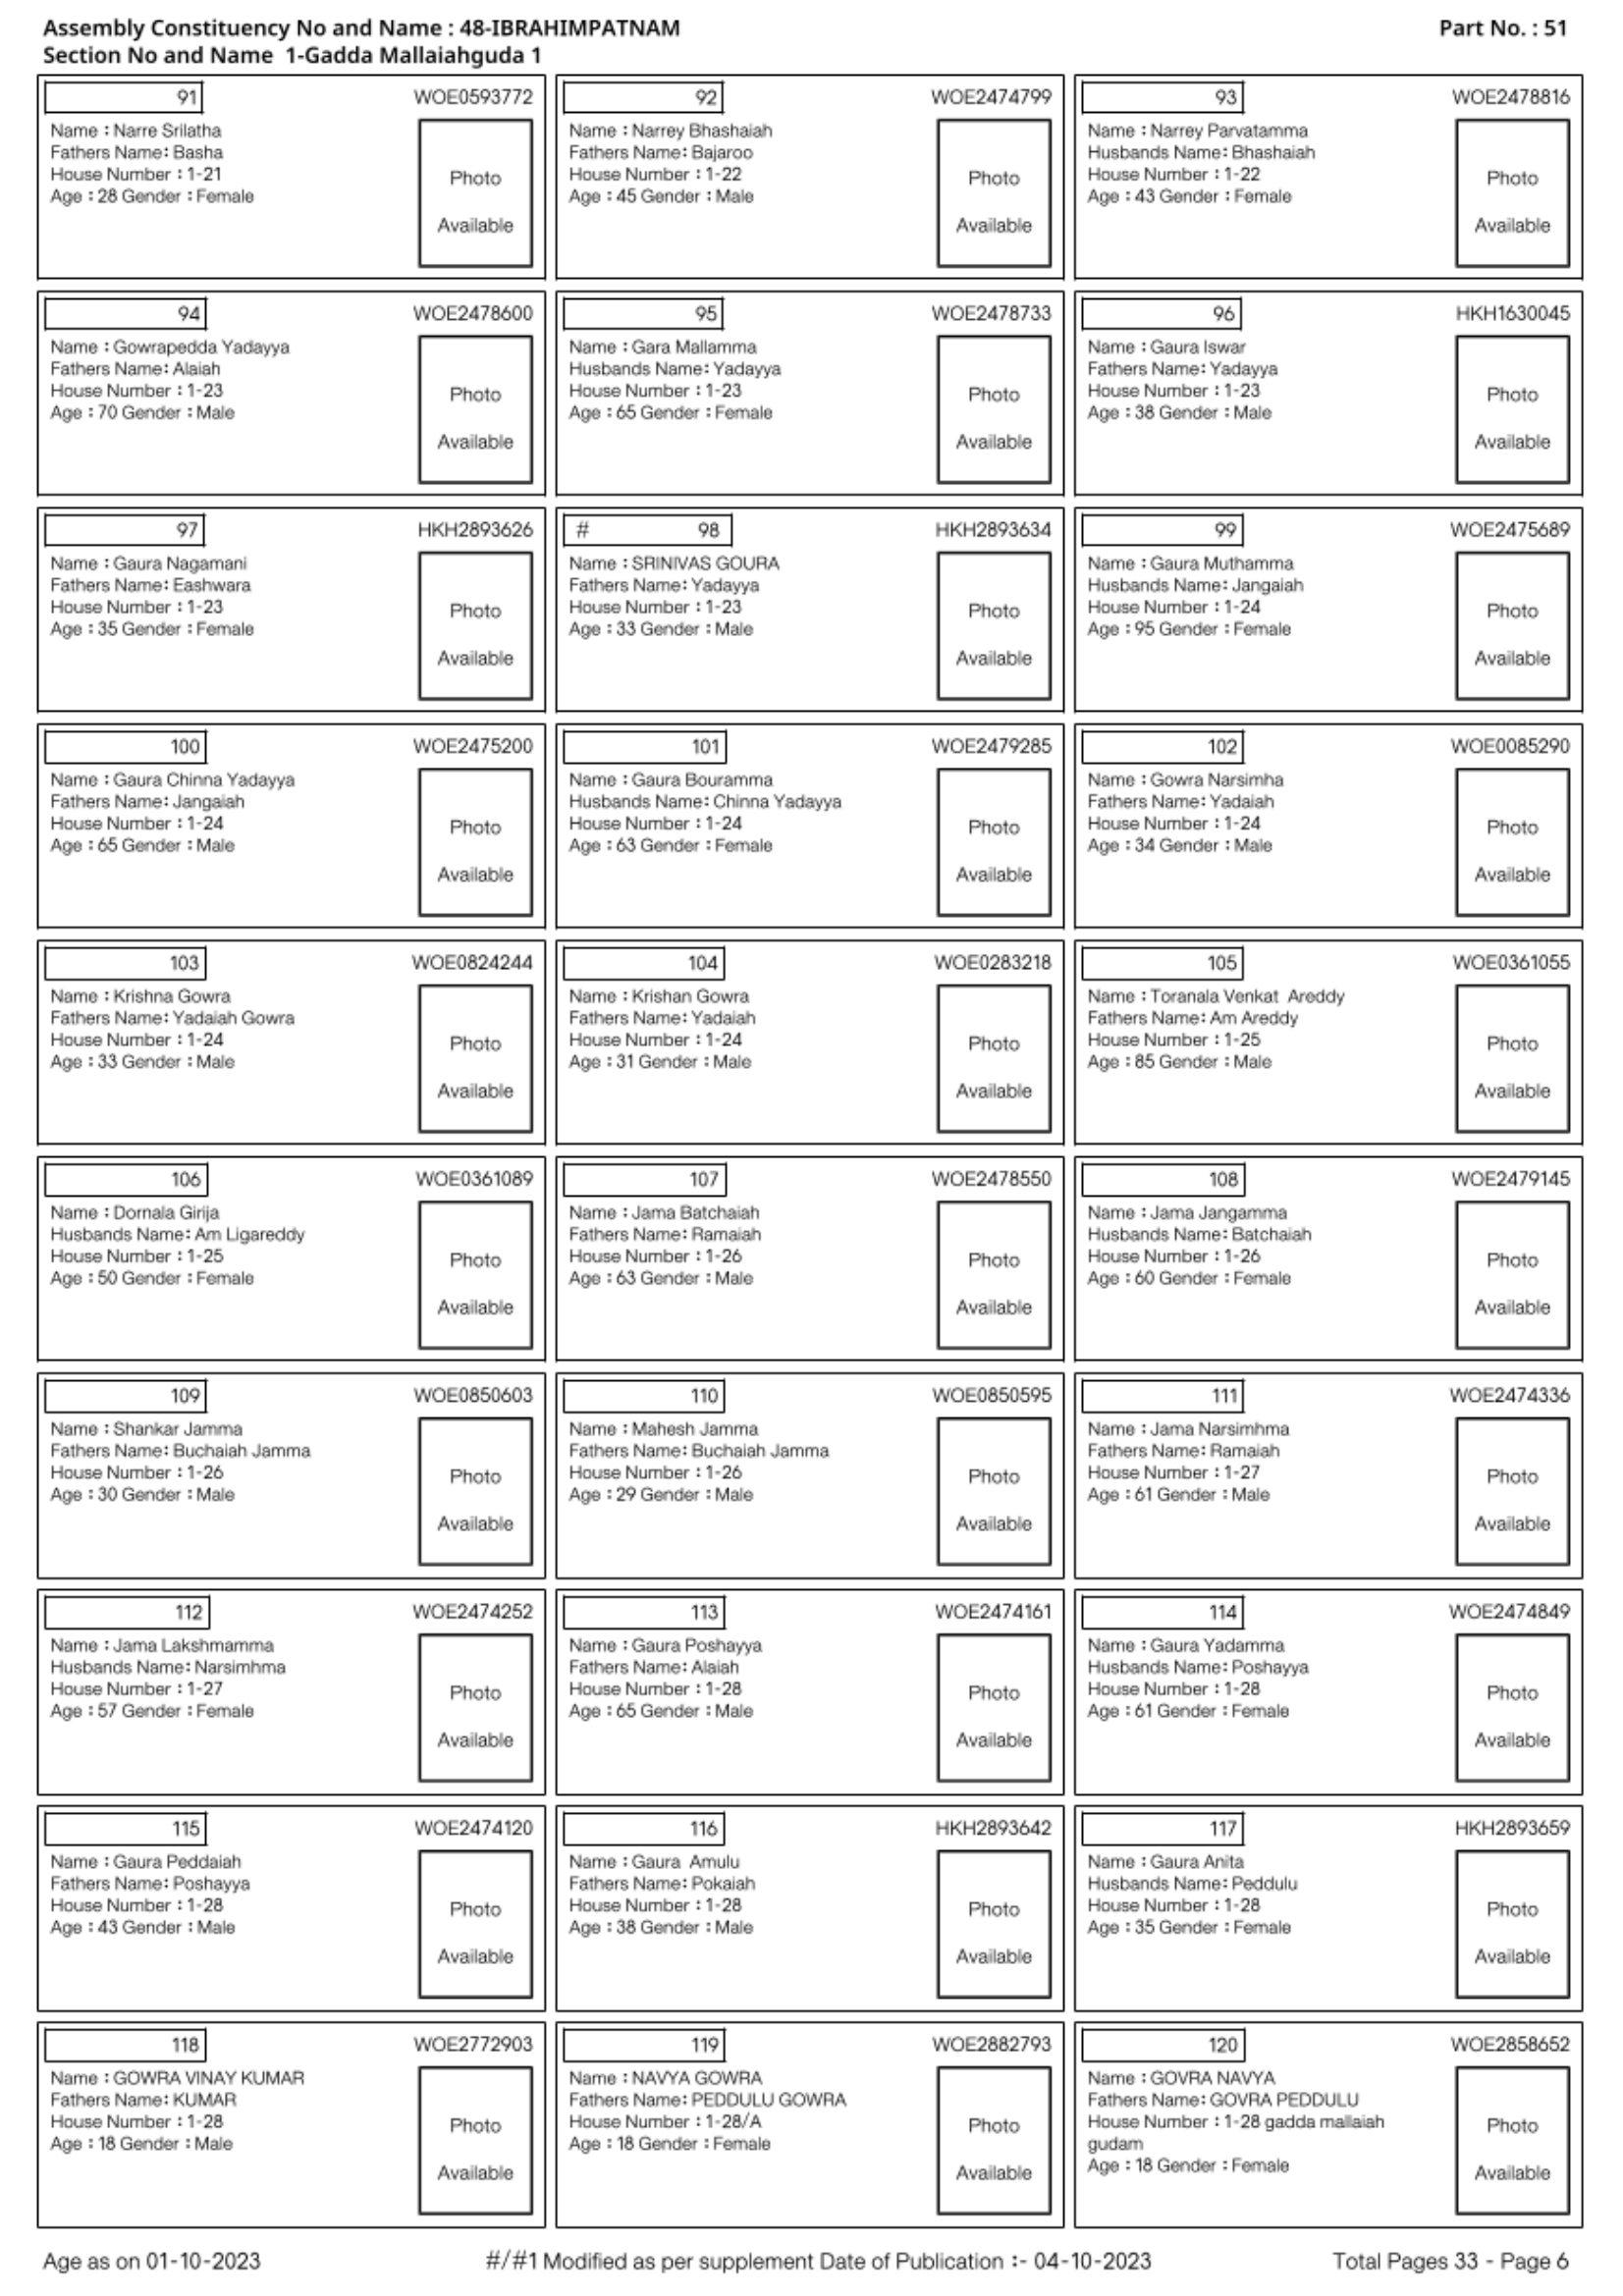 Assembly Constituency No and Name : 48-IBRAHIMPATNAM
Part No. : 51
Section No and Name 1-Gadda Mallaiahguda 1
91
WOE0593772
Name : Narre Srilatha
Fathers Name: Basha
House Number : 1-21
Age : 28 Gender : Female
Photo
Available
92
WOE2474799
Name : Narrey Bhashaiah
Fathers Name: Bajaroo
House Number : 1-22
Age : 45 Gender : Male
Photo
Available
93
WOE2478816
Name : Narrey Parvatamma
Husbands Name: Bhashaiah
House Number : 1-22
Age : 43 Gender : Female
Photo
Available
94
WOE2478600
Name : Gowrapedda Yadayya
Fathers Name: Alaiah
House Number : 1-23
Age : 70 Gender : Male
Photo
Available
95
WOE2478733
Name : Gara Mallamma
Husbands Name: Yadayya
House Number : 1-23
Age : 65 Gender : Female
Photo
Available
96
HKH1630045
Name : Gaura Iswar
Fathers Name: Yadayya
House Number : 1-23
Age : 38 Gender : Male
Photo
Available
97
HKH2893626
Name : Gaura Nagamani
Fathers Name: Eashwara
House Number : 1-23
Age : 35 Gender : Female
Photo
Available
# 98
HKH2893634
Name : SRINIVAS GOURA
Fathers Name: Yadayya
House Number : 1-23
Age : 33 Gender : Male
Photo
Available
99
WOE2475689
Name : Gaura Muthamma
Husbands Name: Jangaiah
House Number : 1-24
Age : 95 Gender : Female
Photo
Available
100
WOE2475200
Name : Gaura Chinna Yadayya
Fathers Name: Jangaiah
House Number : 1-24
Age : 65 Gender : Male
Photo
Available
101
WOE2479285
Name : Gaura Bouramma
Husbands Name: Chinna Yadayya
House Number : 1-24
Age : 63 Gender : Female
Photo
Available
102
WOE0085290
Name : Gowra Narsimha
Fathers Name: Yadaiah
House Number : 1-24
Age : 34 Gender : Male
Photo
Available
103
WOE0824244
Name : Krishna Gowra
Fathers Name: Yadaiah Gowra
House Number : 1-24
Age : 33 Gender : Male
Photo
Available
104
WOE0283218
Name : Krishan Gowra
Fathers Name: Yadaiah
House Number : 1-24
Age : 31 Gender : Male
Photo
Available
105
WOE0361055
Name : Toranala Venkat Areddy
Fathers Name: Am Areddy
House Number : 1-25
Age : 85 Gender : Male
Photo
Available
106
WOE0361089
Name : Dornala Girija
Husbands Name: Am Ligareddy
House Number : 1-25
Age : 50 Gender : Female
Photo
Available
107
WOE2478550
Name : Jama Batchaiah
Fathers Name: Ramaiah
House Number : 1-26
Age : 63 Gender : Male
Photo
Available
108
WOE2479145
Name : Jama Jangamma
Husbands Name: Batchaiah
House Number : 1-26
Age : 60 Gender : Female
Photo
Available
109
WOE0850603
Name : Shankar Jamma
Fathers Name: Buchaiah Jamma
House Number : 1-26
Age : 30 Gender : Male
Photo
Available
110
WOE0850595
Name : Mahesh Jamma
Fathers Name: Buchaiah Jamma
House Number : 1-26
Age : 29 Gender : Male
Photo
Available
111
WOE2474336
Name : Jama Narsimhma
Fathers Name: Ramaiah
House Number : 1-27
Age : 61 Gender : Male
Photo
Available
112
WOE2474252
Name : Jama Lakshmamma
Husbands Name: Narsimhma
House Number : 1-27
Age : 57 Gender : Female
Photo
Available
113
WOE2474161
Name : Gaura Poshayya
Fathers Name: Alaiah
House Number : 1-28
Age : 65 Gender : Male
Photo
Available
114
WOE2474849
Name : Gaura Yadamma
Husbands Name: Poshayya
House Number : 1-28
Age : 61 Gender : Female
Photo
Available
115
WOE2474120
Name : Gaura Peddaiah
Fathers Name: Poshayya
House Number : 1-28
Age : 43 Gender : Male
Photo
Available
116
HKH2893642
Name : Gaura Amulu
Fathers Name: Pokaiah
House Number : 1-28
Age : 38 Gender : Male
Photo
Available
117
HKH2893659
Name : Gaura Anita
Husbands Name: Peddulu
House Number : 1-28
Age : 35 Gender : Female
Photo
Available
118
WOE2772903
Name : GOWRA VINAY KUMAR
Fathers Name: KUMAR
House Number : 1-28
Age : 18 Gender : Male
Photo
Available
119
WOE2882793
Name : NAVYA GOWRA
Fathers Name: PEDDULU GOWRA
House Number : 1-28/A
Age : 18 Gender : Female
Photo
Available
120
WOE2858652
Name : GOVRA NAVYA
Fathers Name: GOVRA PEDDULU
House Number : 1-28 gadda mallaiah
gudam
Age : 18 Gender : Female
Photo
Available
Age as on 01-10-2023
#/#1 Modified as per supplement Date of Publication :- 04-10-2023
Total Pages 33 - Page 6